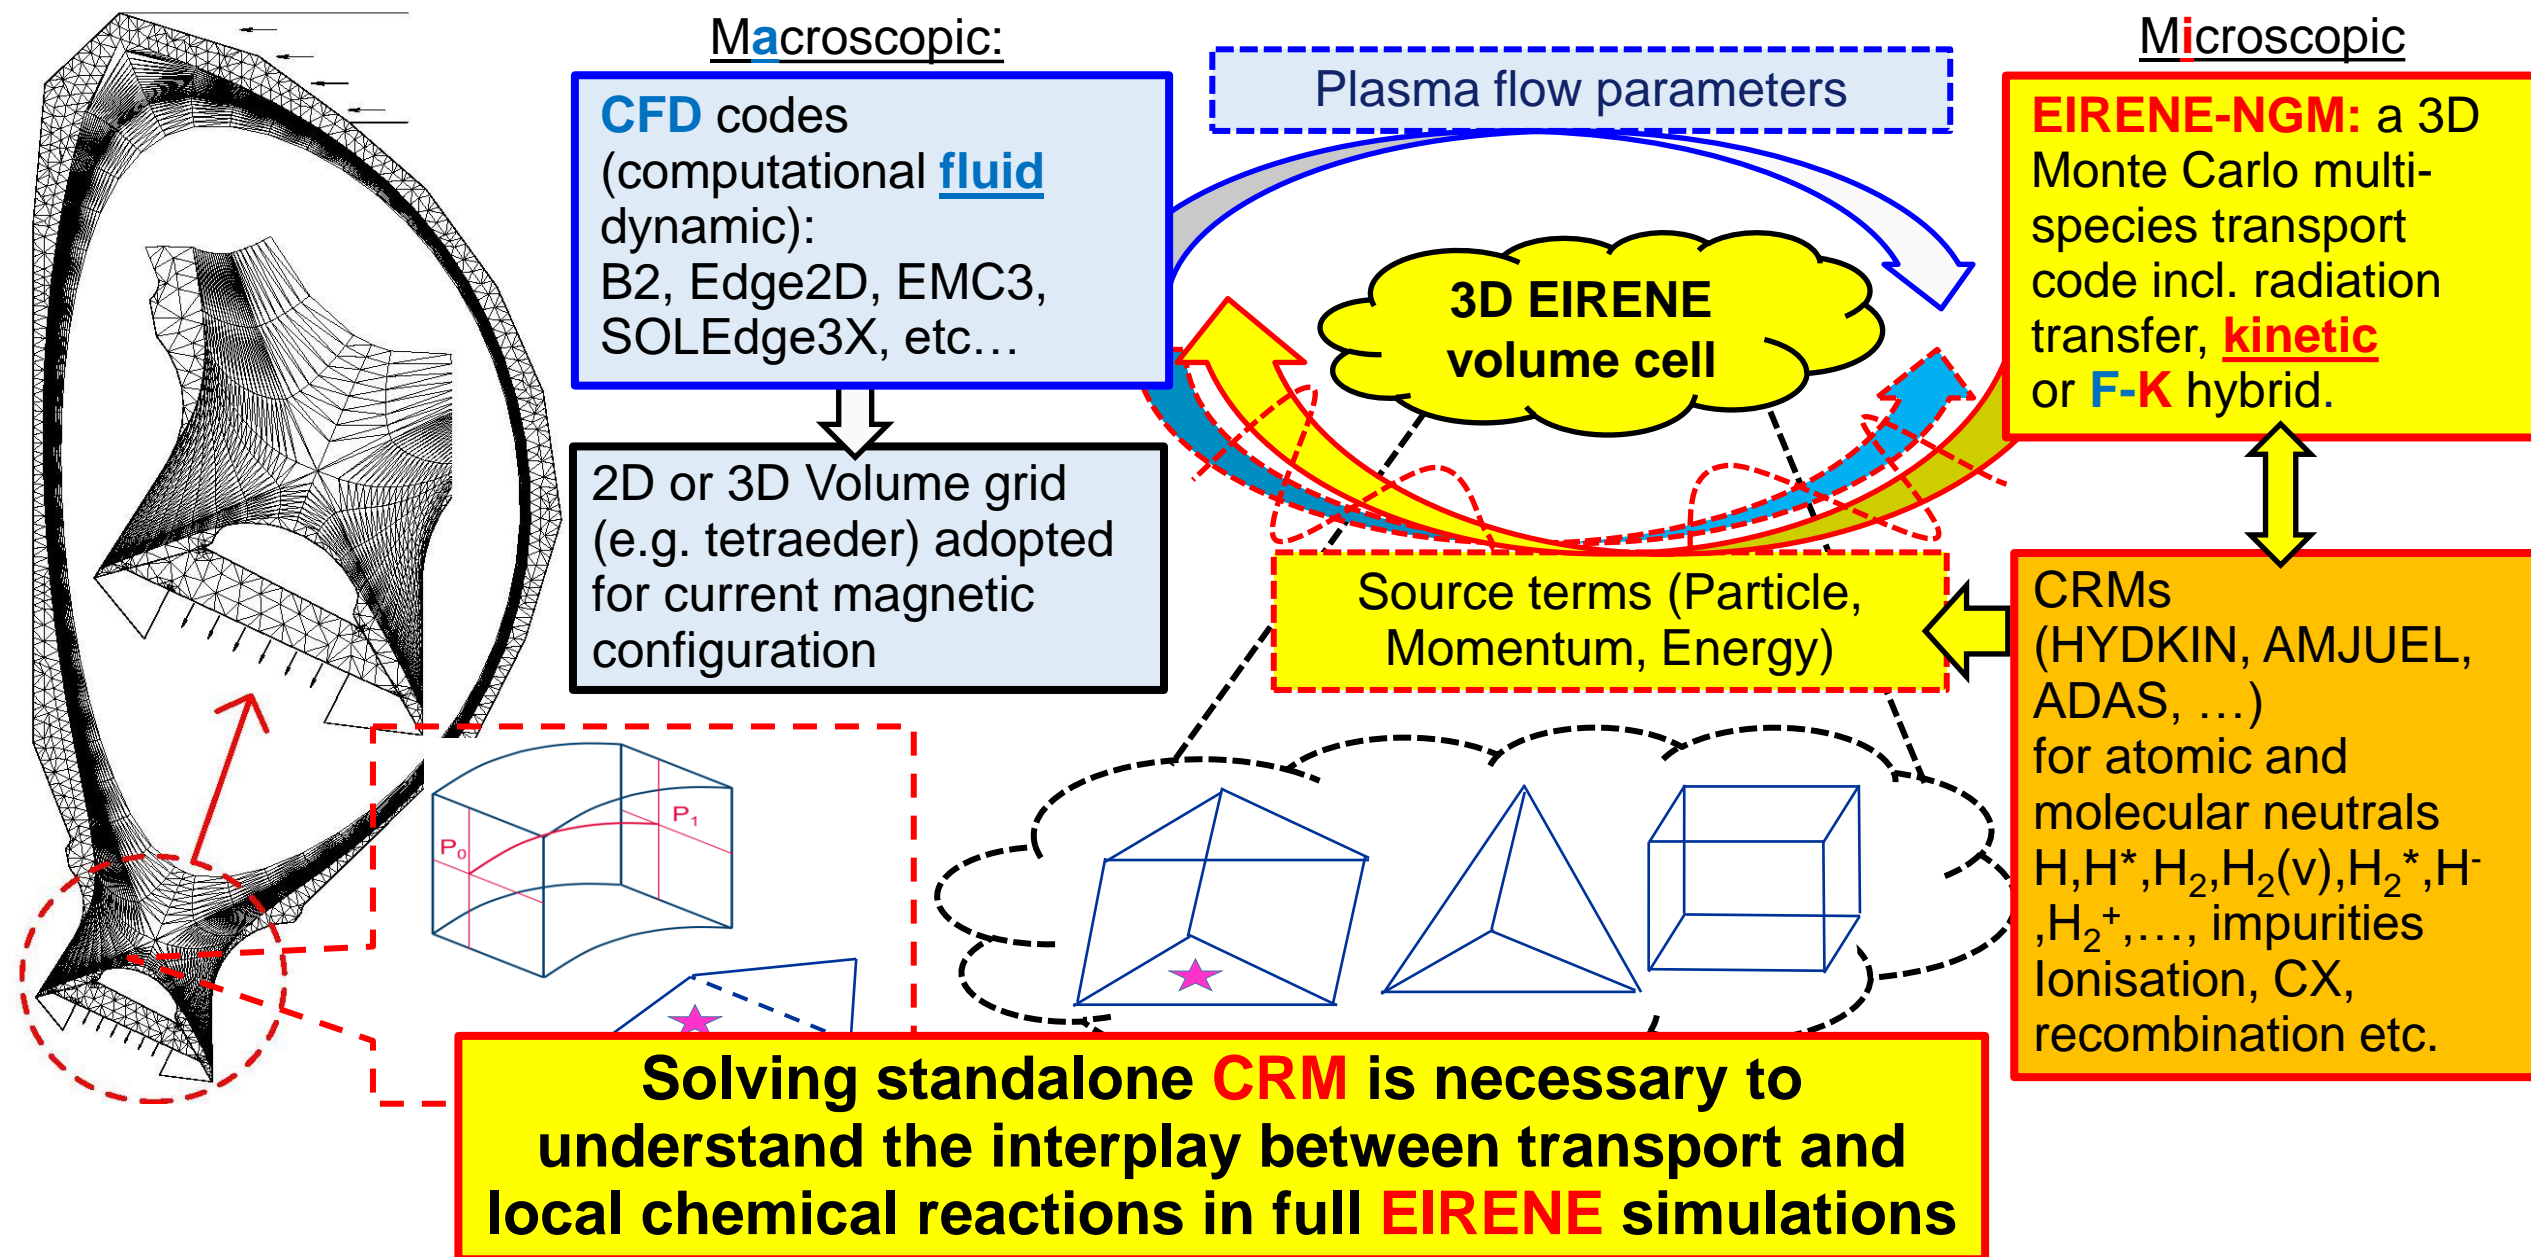 Macroscopic:
CFD codes
(computational fluid
dynamic):
B2, Edge2D, EMC3,
SOLEdge3X, etc…
2D or 3D Volume grid
(e.g. tetraeder) adopted
for current magnetic
configuration
Plasma flow parameters
3D EIRENE
volume cell
Source terms (Particle,
Momentum, Energy)
Microscopic
EIRENE-NGM: a 3D
Monte Carlo multi-
species transport
code incl. radiation
transfer, kinetic
or F-K hybrid.
CRMs
(HYDKIN, AMJUEL,
ADAS, …)
for atomic and
molecular neutrals
H,H*,H₂,H₂(v),H₂*,H⁻
,H₂⁺,…, impurities
Ionisation, CX,
recombination etc.
P₀
P₁
Solving standalone CRM is necessary to
understand the interplay between transport and
local chemical reactions in full EIRENE simulations